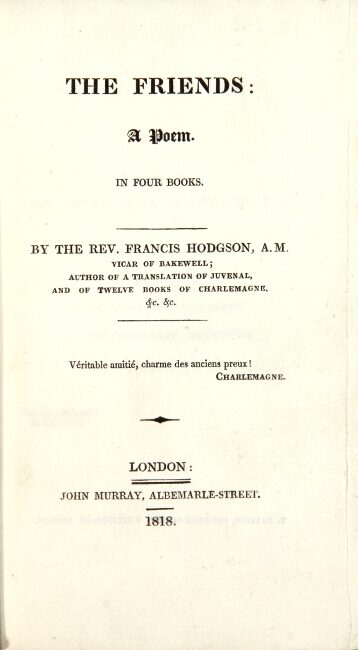 THE FRIENDS:
A Poem.
IN FOUR BOOKS.
BY THE REV. FRANCIS HODGSON, A.M.
VICAR OF BAKEWELL;
AUTHOR OF A TRANSLATION OF JUVENAL,
AND OF TWELVE BOOKS OF CHARLEMAGNE.
&c. &c.
Véritable amitié, charme des anciens preux!
CHARLEMAGNE.
LONDON:
JOHN MURRAY, ALBEMARLE-STREET.
1818.